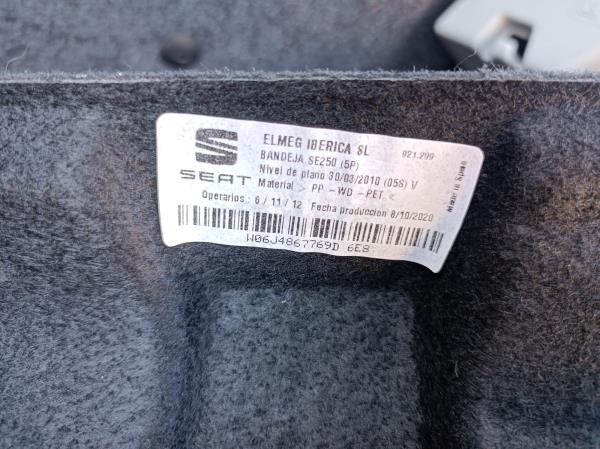 ELMEG IBERICA SL 921.299
BANDEJA SE250 (5P)
Nivel de plano 30/03/2010 (05S) V
SEAT Material > PP -WD -PET <
Operarios : 6 / 11 / 12 Fecha produccion 8/10/2020
W06J4867769D 6E8
Made in Spain